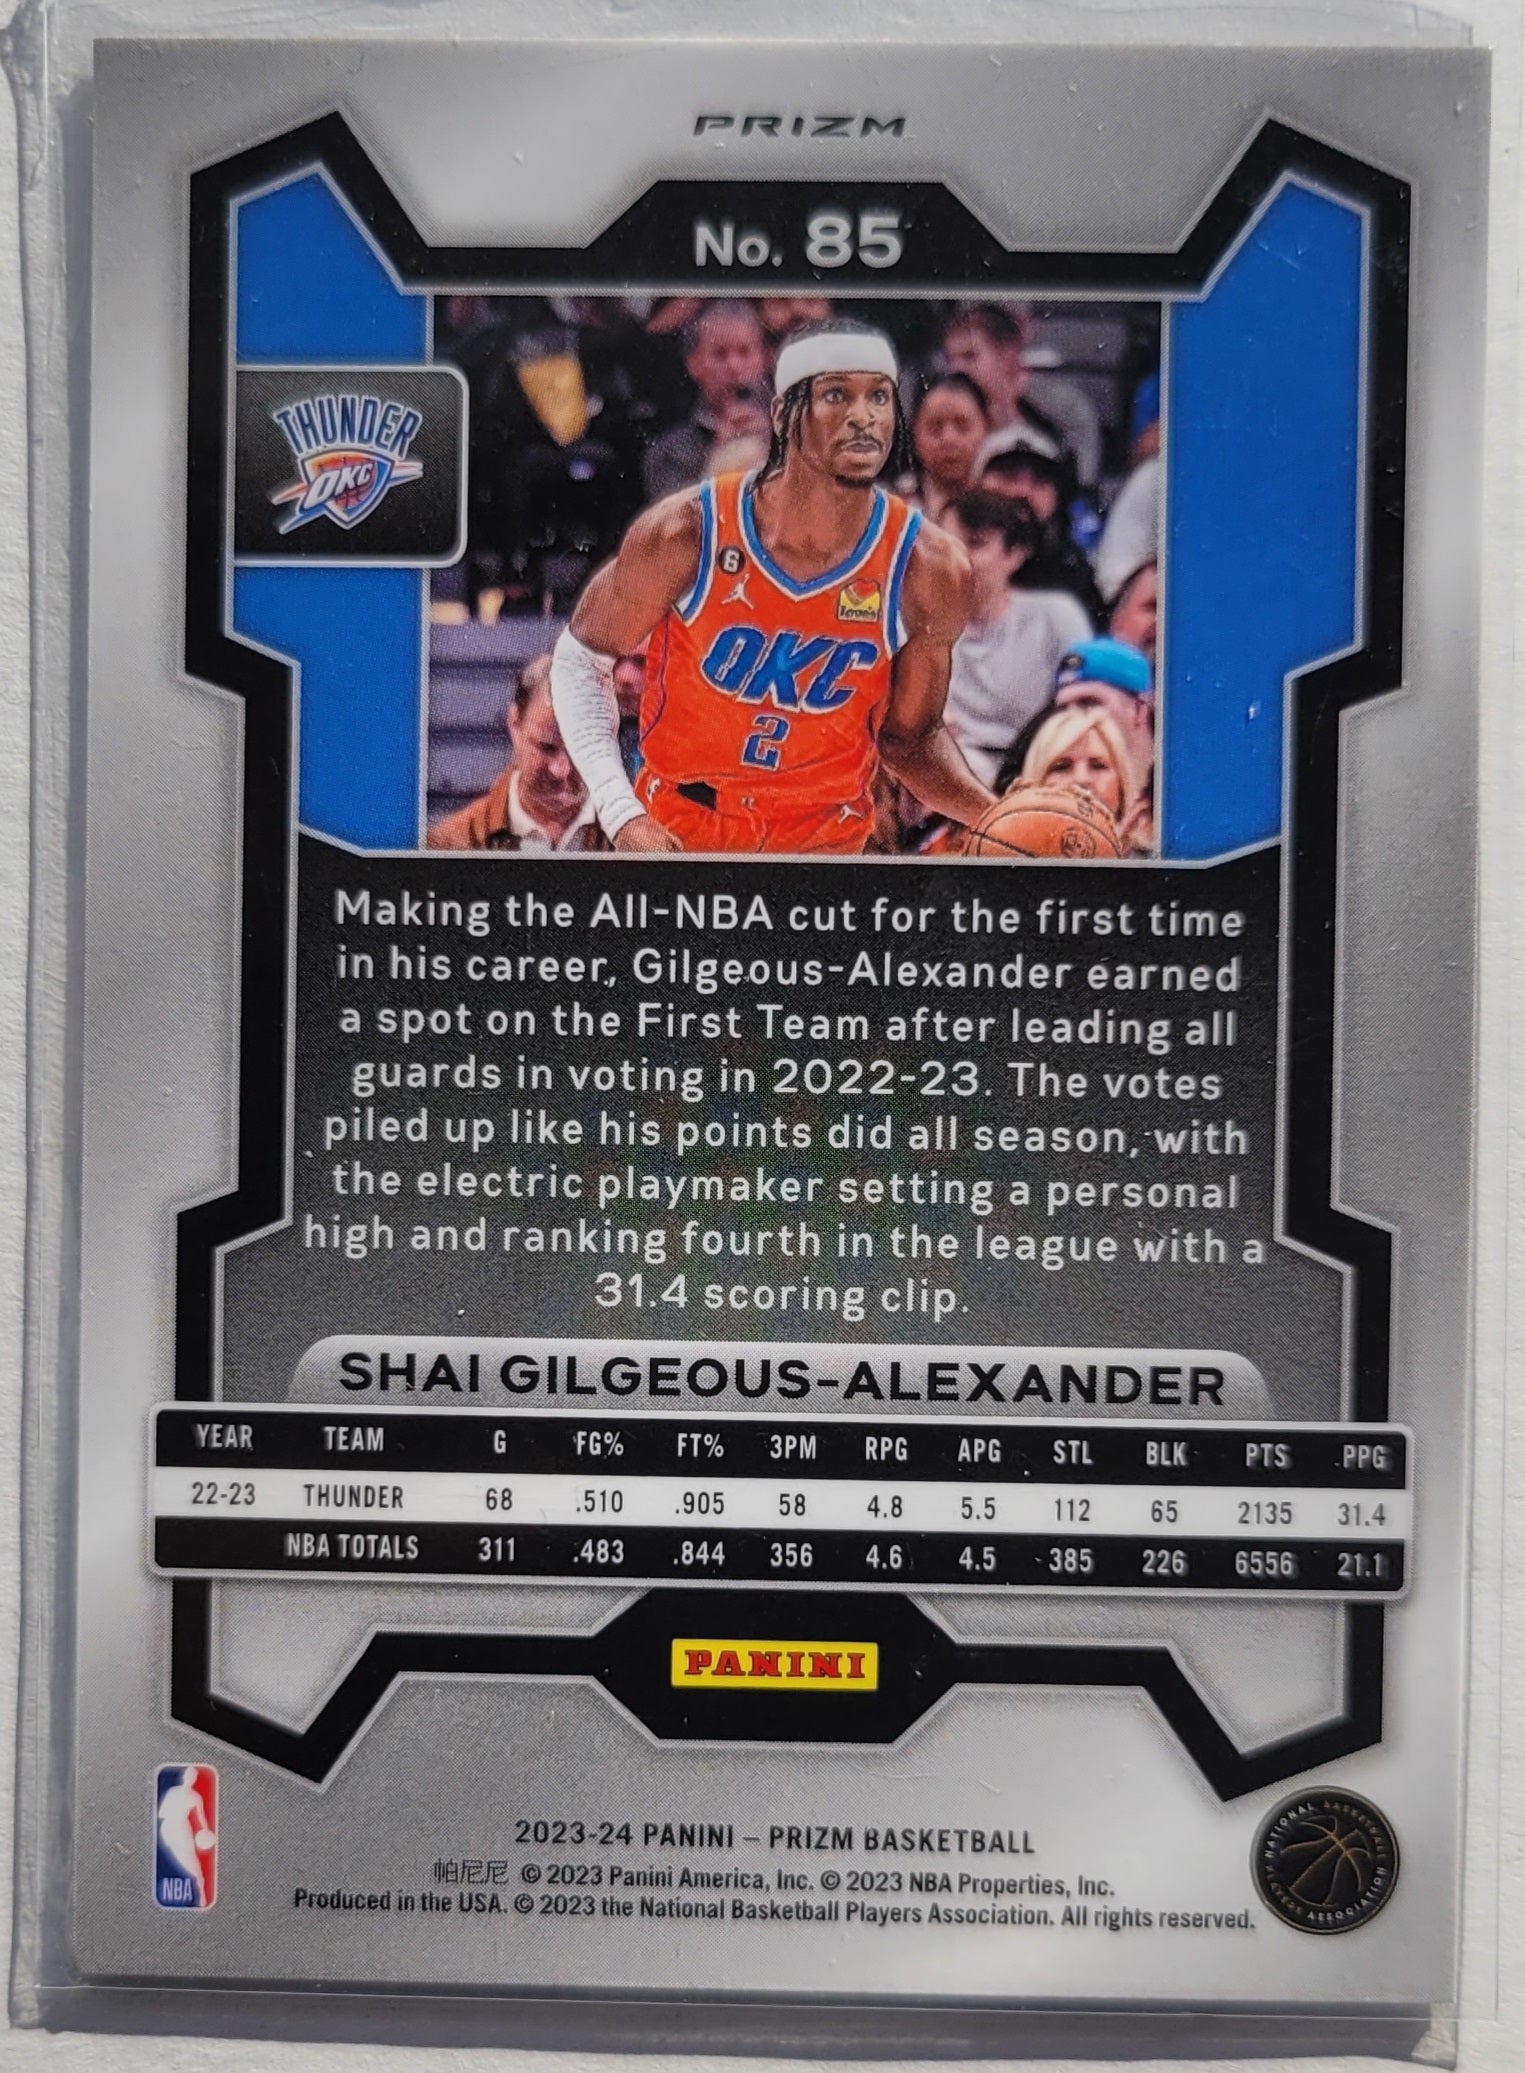 PRIZM
No. 85
THUNDER
OKC
6
OKC
2
Making the All-NBA cut for the first time
in his career, Gilgeous-Alexander earned
a spot on the First Team after leading all
guards in voting in 2022-23. The votes
piled up like his points did all season, with
the electric playmaker setting a personal
high and ranking fourth in the league with a
31.4 scoring clip.
SHAI GILGEOUS-ALEXANDER
YEAR TEAM G FG% FT% 3PM RPG APG STL BLK PTS PPG
22-23 THUNDER 68 .510 .905 58 4.8 5.5 112 65 2135 31.4
NBA TOTALS 311 .483 .844 356 4.6 4.5 385 226 6556 21.1
PANINI
2023-24 PANINI – PRIZM BASKETBALL
帕尼尼 © 2023 Panini America, Inc. © 2023 NBA Properties, Inc.
Produced in the USA. © 2023 the National Basketball Players Association. All rights reserved.
NBA
NATIONAL BASKETBALL PLAYERS ASSOCIATION